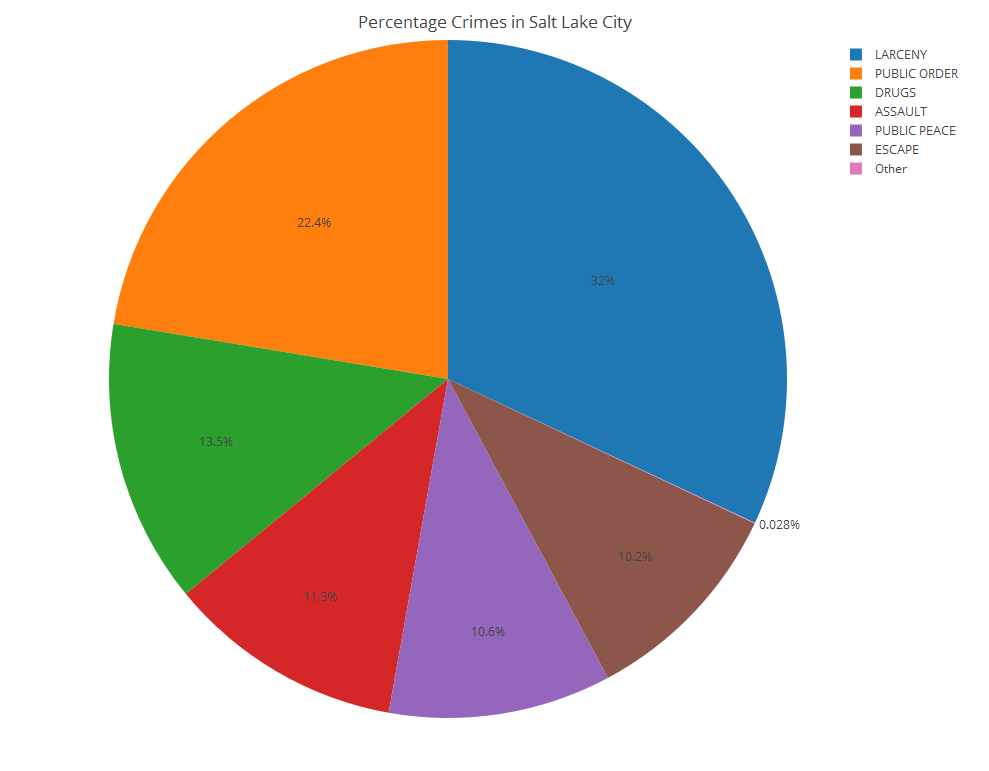 Percentage Crimes in Salt Lake City
LARCENY
PUBLIC ORDER
DRUGS
ASSAULT
PUBLIC PEACE
ESCAPE
Other
22.4%
32%
13.5%
0.028%
10.2%
11.3%
10.6%